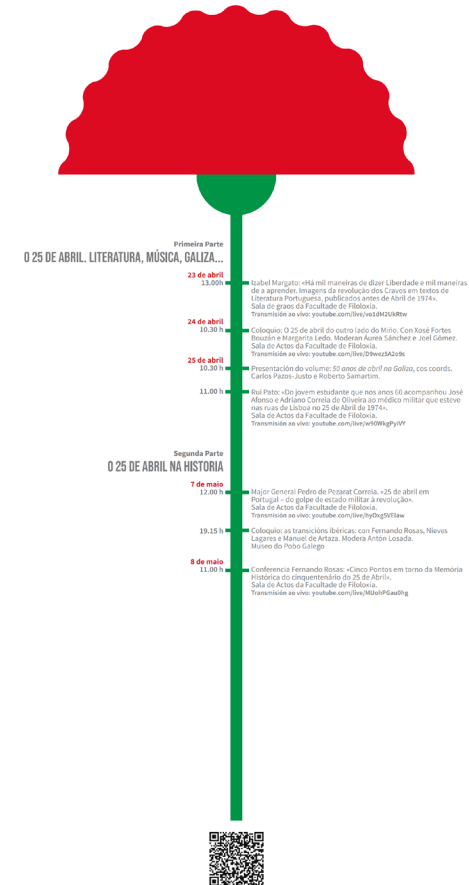 Primeira Parte
O 25 DE ABRIL. LITERATURA, MÚSICA, GALIZA...
23 de abril
13.00h
Izabel Margato: «Há mil maneiras de dizer Liberdade e mil maneiras
de a aprender. Imagens da revolução dos Cravos em textos de
Literatura Portuguesa, publicados antes de Abril de 1974».
Sala de graos da Facultade de Filoloxía.
Transmisión ao vivo: youtube.com/live/vo1dM2UkRtw
24 de abril
10.30 h
Coloquio: O 25 de abril do outro lado do Miño. Con Xosé Fortes
Bouzán e Margarita Ledo. Moderan Áurea Sánchez e Joel Gômez.
Sala de Actos da Facultade de Filoloxía.
Transmisión ao vivo: youtube.com/live/D9wezSA2o9s
25 de abril
10.30 h
Presentación do volume: 50 anos de abril na Galiza, cos coords.
Carlos Pazos-Justo e Roberto Samartim.
11.00 h
Rui Pato: «Do jovem estudante que nos anos 60 acompanhou José
Afonso e Adriano Correia de Oliveira ao médico militar que esteve
nas ruas de Lisboa no 25 de Abril de 1974».
Sala de Actos da Facultade de Filoloxía.
Transmisión ao vivo: youtube.com/live/w90WkgPyiVY
Segunda Parte
O 25 DE ABRIL NA HISTORIA
7 de maio
12.00 h
Major General Pedro de Pezarat Correia. «25 de abril em
Portugal – do golpe de estado militar à revolução».
Sala de Actos da Facultade de Filoloxía.
Transmisión ao vivo: youtube.com/live/hyDxg5VEIaw
19.15 h
Coloquio: as transicións ibéricas: con Fernando Rosas, Nieves
Lagares e Manuel de Artaza. Modera Antón Losada.
Museo do Pobo Galego
8 de maio
11.00 h
Conferencia Fernando Rosas: «Cinco Pontos em torno da Memória
Histórica do cinquentenário do 25 de Abril».
Sala de Actos da Facultade de Filoloxía.
Transmisión ao vivo: youtube.com/live/MUohPGau0hg